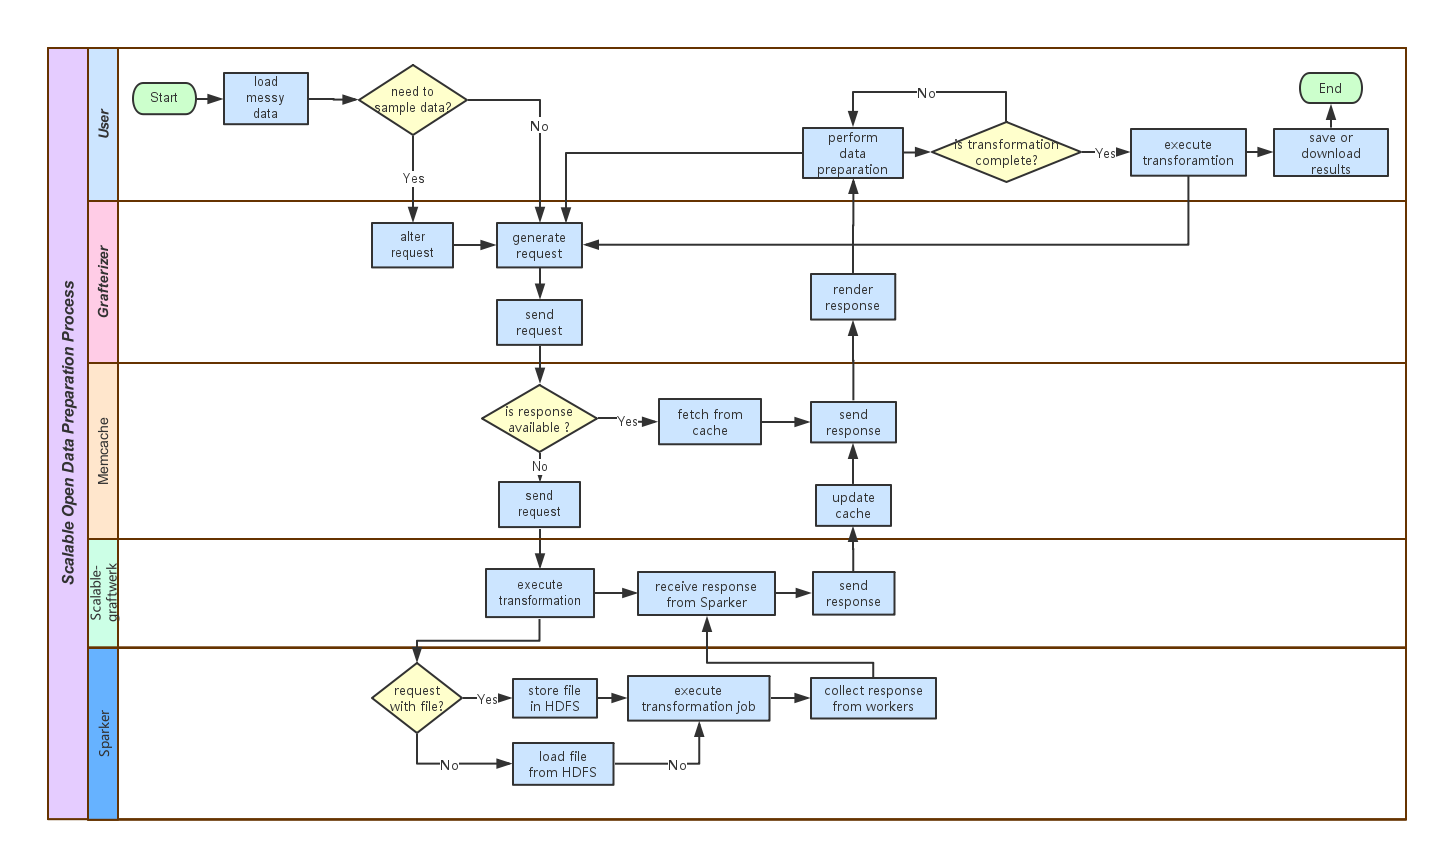 Scalable Open Data Preparation Process
User
Start
load
messy
data
need to
sample data?
No
Yes
No
perform
data
preparation
is transformation
complete?
Yes
execute
transforamtion
save or
download
results
End
Grafterizer
alter
request
generate
request
send
request
render
response
Memcache
is response
available ?
Yes
No
fetch from
cache
send
response
send
request
update
cache
Scalable-
graftwerk
execute
transformation
receive response
from Sparker
send
response
Sparker
request
with file?
Yes
No
store file
in HDFS
execute
transformation job
collect response
from workers
load file
from HDFS
No